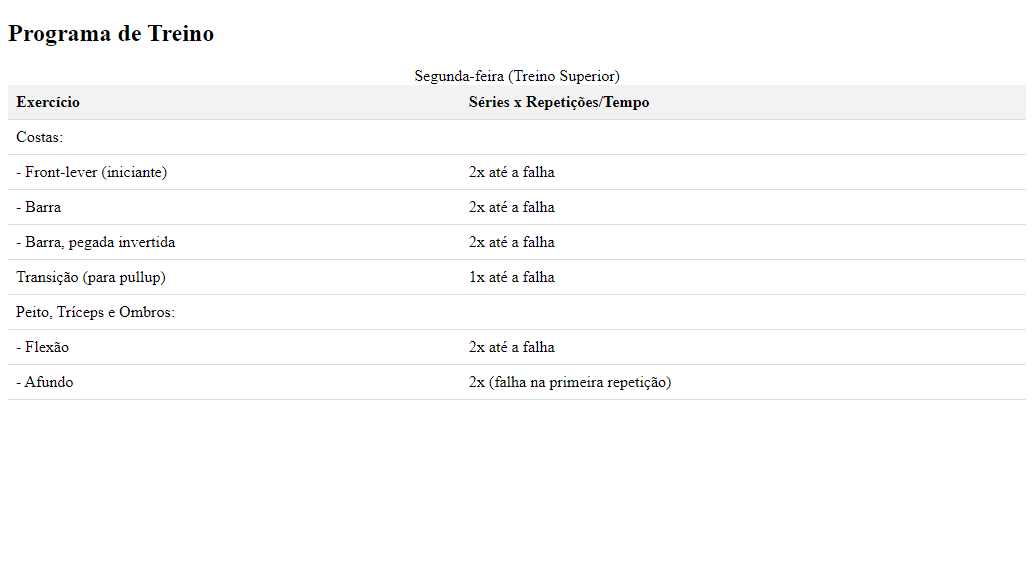 Programa de Treino
Segunda-feira (Treino Superior)
Exercício Séries x Repetições/Tempo
Costas:
- Front-lever (iniciante) 2x até a falha
- Barra 2x até a falha
- Barra, pegada invertida 2x até a falha
Transição (para pullup) 1x até falha
Peito, Tríceps e Ombros:
- Flexão 2x até a falha
- Afundo 2x (falha na primeira repetição)